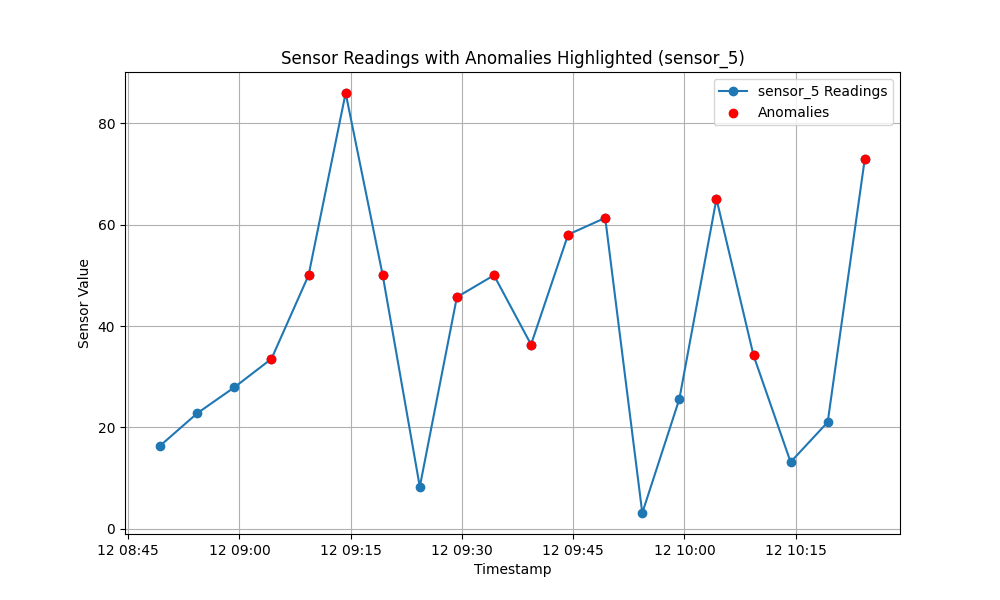 Sensor Readings with Anomalies Highlighted (sensor_5)
sensor_5 Readings
Anomalies
80
60
40
20
0
Sensor Value
12 08:45
12 09:00
12 09:15
12 09:30
12 09:45
12 10:00
12 10:15
Timestamp